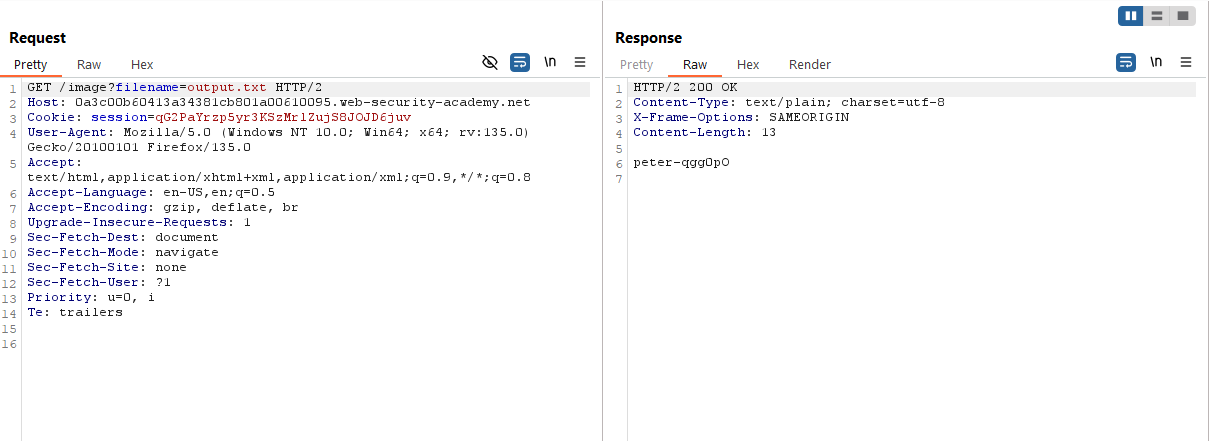 Request
Pretty Raw Hex
\n
1 GET /image?filename=output.txt HTTP/2
2 Host: 0a3c00b60413a34381cb801a00610095.web-security-academy.net
3 Cookie: session=qG2PaYrzp5yr3KSzMrlZujS8JOJD6juv
4 User-Agent: Mozilla/5.0 (Windows NT 10.0; Win64; x64; rv:135.0)
Gecko/20100101 Firefox/135.0
5 Accept:
text/html,application/xhtml+xml,application/xml;q=0.9,*/*;q=0.8
6 Accept-Language: en-US,en;q=0.5
7 Accept-Encoding: gzip, deflate, br
8 Upgrade-Insecure-Requests: 1
9 Sec-Fetch-Dest: document
10 Sec-Fetch-Mode: navigate
11 Sec-Fetch-Site: none
12 Sec-Fetch-User: ?1
13 Priority: u=0, i
14 Te: trailers
15
16
Response
Pretty Raw Hex Render
\n
1 HTTP/2 200 OK
2 Content-Type: text/plain; charset=utf-8
3 X-Frame-Options: SAMEORIGIN
4 Content-Length: 13
5
6 peter-qgg0pO
7